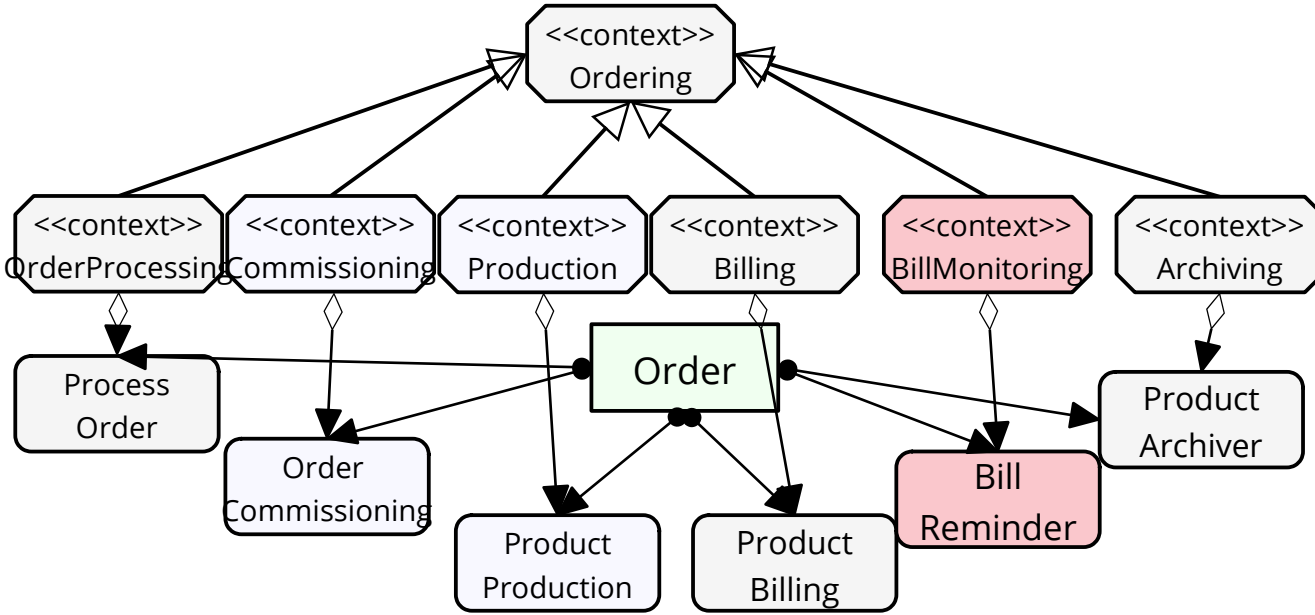 <<context>>
Ordering
<<context>>
OrderProcessing
<<context>>
Commissioning
<<context>>
Production
<<context>>
Billing
<<context>>
BillMonitoring
<<context>>
Archiving
Order
Process
Order
Order
Commissioning
Product
Production
Product
Billing
Bill
Reminder
Product
Archiver